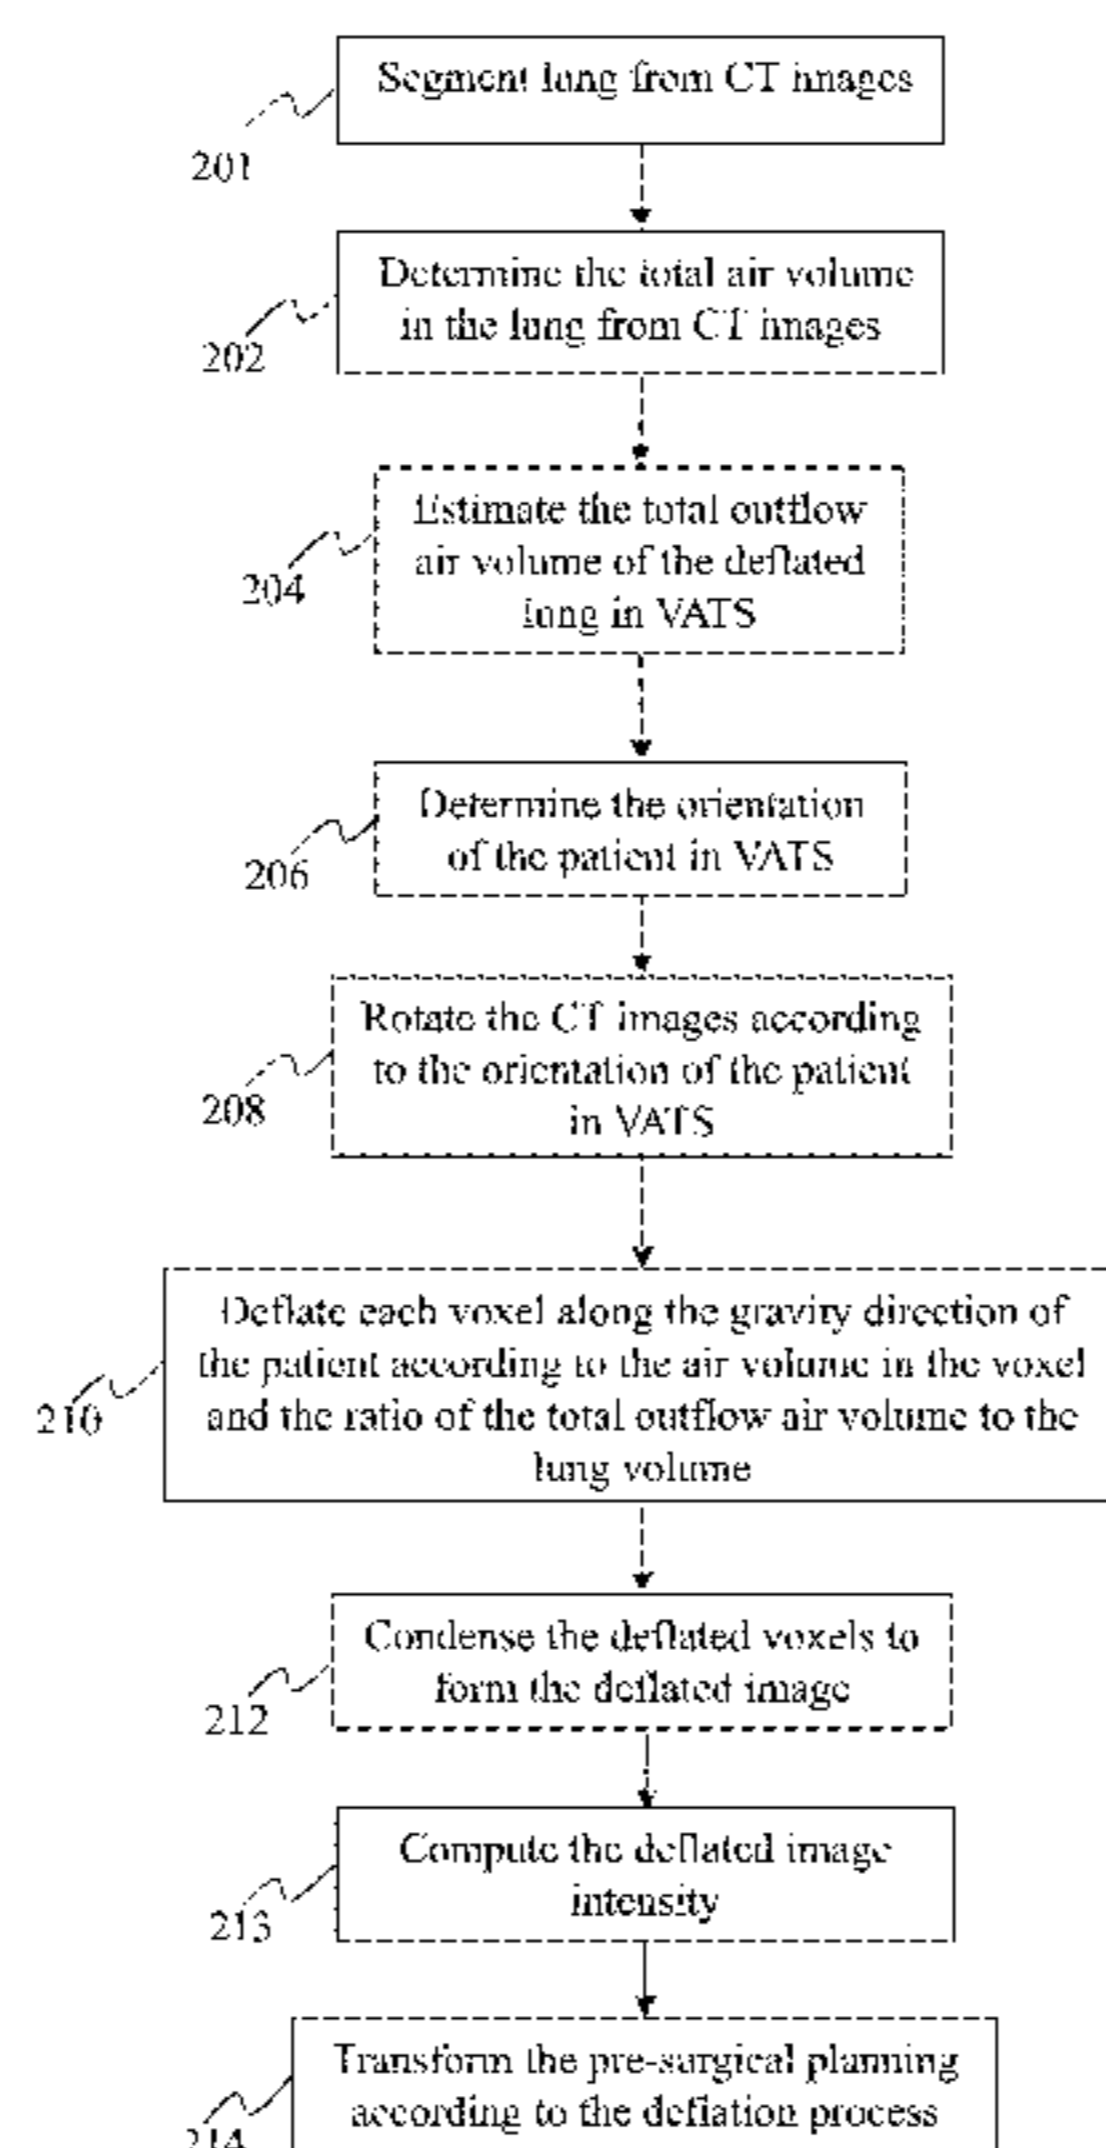 Segment lung from CT images
201
Determine the total air volume
in the lung from CT images
202
Estimate the total outflow
air volume of the deflated
lung in VATS
204
Determine the orientation
of the patient in VATS
206
Rotate the CT images according
to the orientation of the patient
in VATS
208
Deflate each voxel along the gravity direction of
the patient according to the air volume in the voxel
and the ratio of the total outflow air volume to the
lung volume
210
Condense the deflated voxels to
form the deflated image
212
Compute the deflated image
intensity
213
Transform the pre-surgical planning
according to the deflation process
214